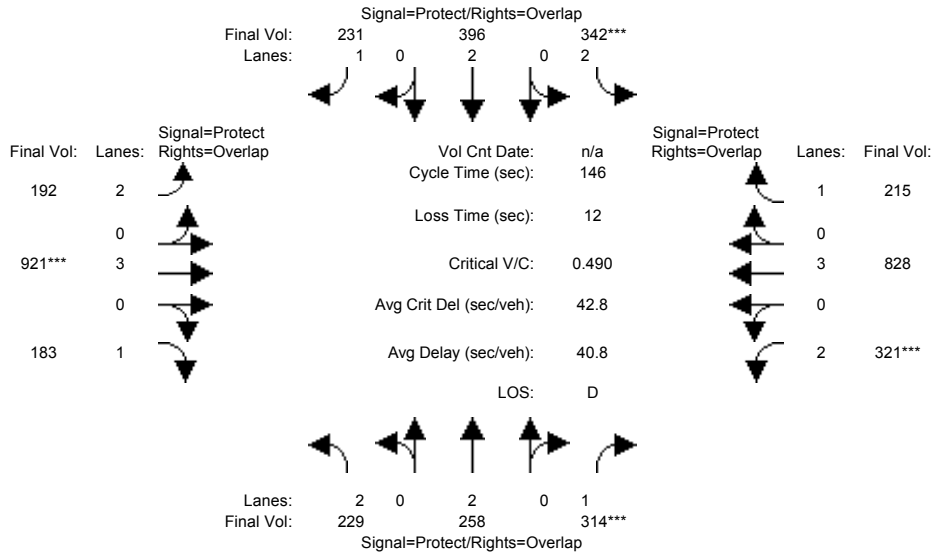 Signal=Protect/Rights=Overlap
Final Vol: 231 396 342***
Lanes: 1 0 2 0 2
Signal=Protect Signal=Protect
Final Vol: Lanes: Rights=Overlap Vol Cnt Date: n/a Rights=Overlap Lanes: Final Vol:
Cycle Time (sec): 146
192 2 1 215
Loss Time (sec): 12
0 0
921*** 3 Critical V/C: 0.490 3 828
0 Avg Crit Del (sec/veh): 42.8 0
183 1 Avg Delay (sec/veh): 40.8 2 321***
LOS: D
Lanes: 2 0 2 0 1
Final Vol: 229 258 314***
Signal=Protect/Rights=Overlap